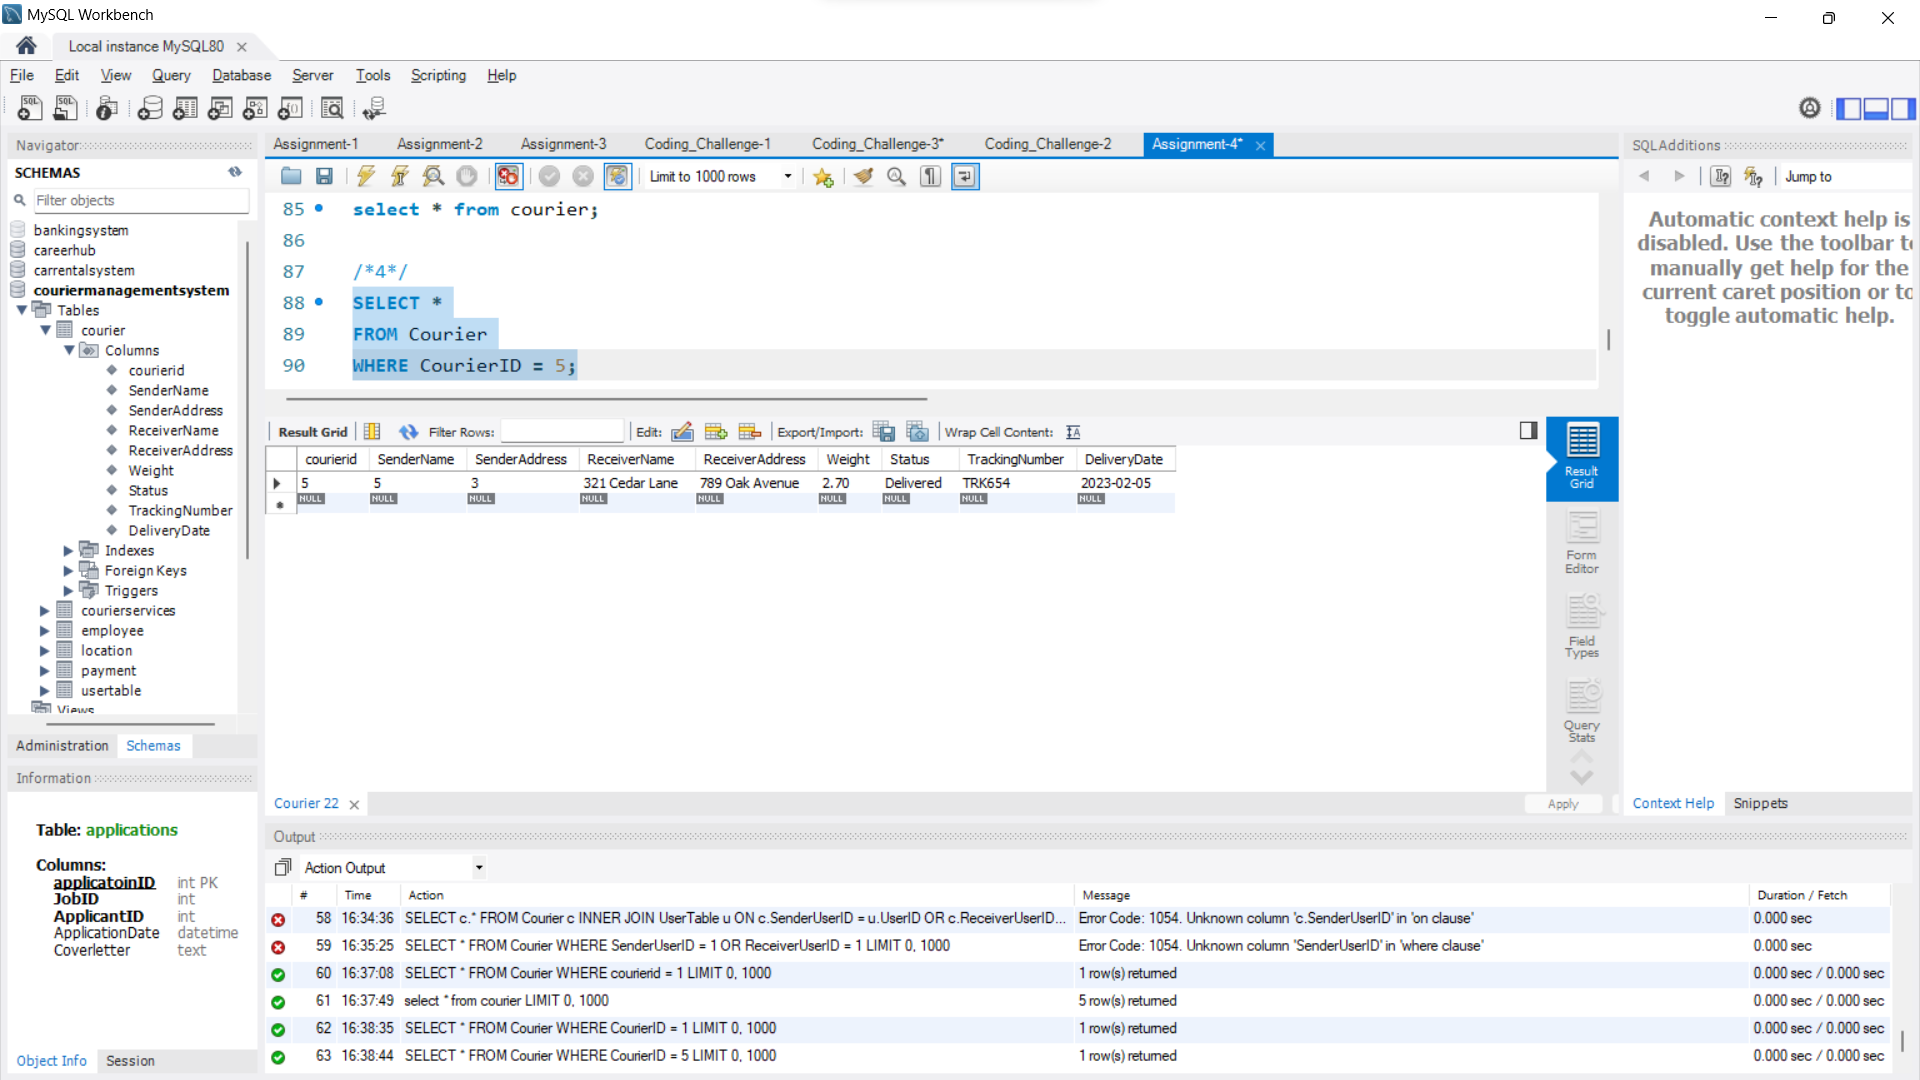 MySQL Workbench
Local instance MySQL80
File Edit View Query Database Server Tools Scripting Help
Navigator
SCHEMAS
Filter objects
bankingsystem
careerhub
carrentalsystem
couriermanagementsystem
Tables
courier
Columns
courierid
SenderName
SenderAddress
ReceiverName
ReceiverAddress
Weight
Status
TrackingNumber
DeliveryDate
Indexes
Foreign Keys
Triggers
courierservices
employee
location
payment
usertable
Views
Administration Schemas
Information
Table: applications
Columns:
applicatoinID int PK
JobID int
ApplicantID int
ApplicationDate datetime
Coverletter text
Object Info Session
Assignment-1 Assignment-2 Assignment-3 Coding_Challenge-1 Coding_Challenge-3* Coding_Challenge-2 Assignment-4*
Limit to 1000 rows
85 select * from courier;
86
87 /*4*/
88 SELECT *
89 FROM Courier
90 WHERE CourierID = 5;
Result Grid Filter Rows: Edit: Export/Import: Wrap Cell Content:
courierid SenderName SenderAddress ReceiverName ReceiverAddress Weight Status TrackingNumber DeliveryDate
5 5 3 321 Cedar Lane 789 Oak Avenue 2.70 Delivered TRK654 2023-02-05
NULL NULL NULL NULL NULL NULL NULL NULL NULL
Result Grid
Form Editor
Field Types
Query Stats
Courier 22
Apply
SQLAdditions
Jump to
Automatic context help is
disabled. Use the toolbar t
manually get help for the
current caret position or to
toggle automatic help.
Context Help Snippets
Output
Action Output
# Time Action Message Duration / Fetch
58 16:34:36 SELECT c.* FROM Courier c INNER JOIN UserTable u ON c.SenderUserID = u.UserID OR c.ReceiverUserID... Error Code: 1054. Unknown column 'c.SenderUserID' in 'on clause' 0.000 sec
59 16:35:25 SELECT * FROM Courier WHERE SenderUserID = 1 OR ReceiverUserID = 1 LIMIT 0, 1000 Error Code: 1054. Unknown column 'SenderUserID' in 'where clause' 0.000 sec
60 16:37:08 SELECT * FROM Courier WHERE courierid = 1 LIMIT 0, 1000 1 row(s) returned 0.000 sec / 0.000 sec
61 16:37:49 select * from courier LIMIT 0, 1000 5 row(s) returned 0.000 sec / 0.000 sec
62 16:38:35 SELECT * FROM Courier WHERE CourierID = 1 LIMIT 0, 1000 1 row(s) returned 0.000 sec / 0.000 sec
63 16:38:44 SELECT * FROM Courier WHERE CourierID = 5 LIMIT 0, 1000 1 row(s) returned 0.000 sec / 0.000 sec